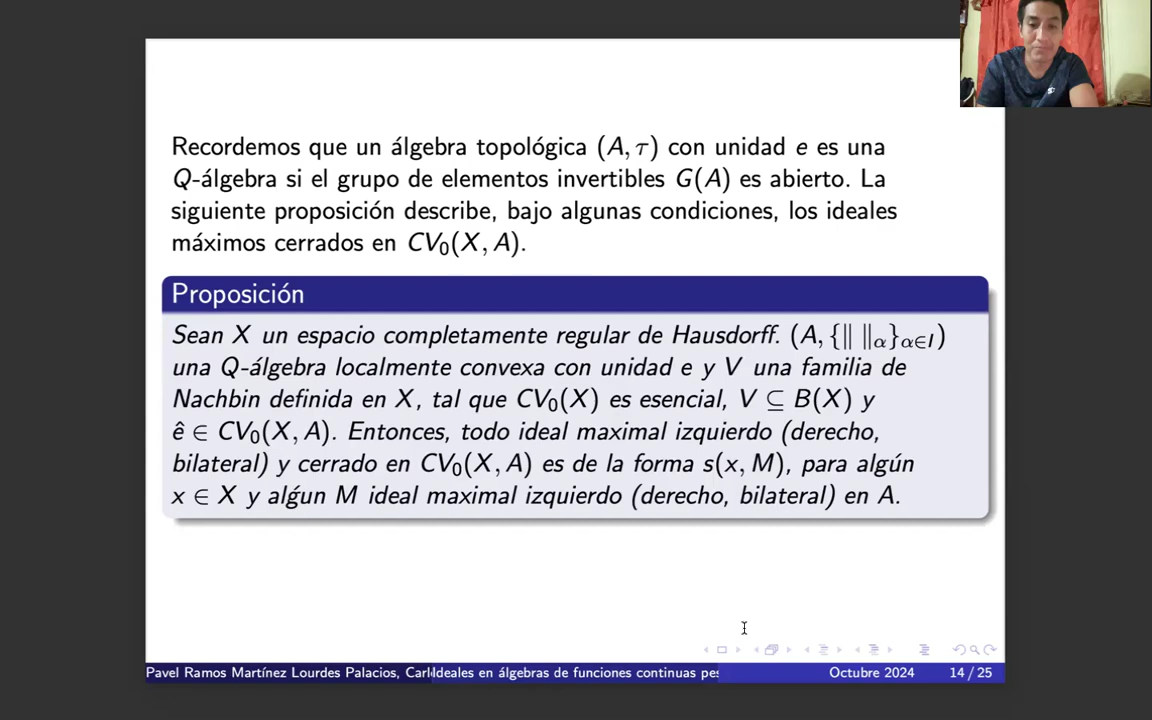 Recordemos que un álgebra topológica (A, τ) con unidad e es una
Q-álgebra si el grupo de elementos invertibles G(A) es abierto. La
siguiente proposición describe, bajo algunas condiciones, los ideales
máximos cerrados en CV₀(X, A).
Proposición
Sean X un espacio completamente regular de Hausdorff. (A, {‖ ‖α}α∈I)
una Q-álgebra localmente convexa con unidad e y V una familia de
Nachbin definida en X, tal que CV₀(X) es esencial, V ⊆ B(X) y
ê ∈ CV₀(X, A). Entonces, todo ideal maximal izquierdo (derecho,
bilateral) y cerrado en CV₀(X, A) es de la forma s(x, M), para algún
x ∈ X y alǵun M ideal maximal izquierdo (derecho, bilateral) en A.
Pavel Ramos Martínez Lourdes Palacios, Carl Ideales en álgebras de funciones continuas pes Octubre 2024 14 / 25